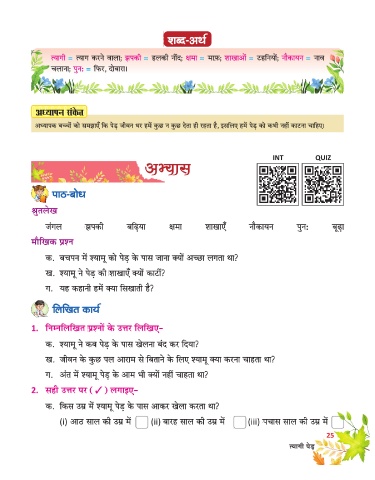 शब्द-अर्थ
त्यागी = त्याग करने वाला; झपकी = हलकी नींद; क्षमा = माफ़; शाखाओं = टहनियों; नौकायन = नाव
चलाना; पुनः = फिर, दोबारा।
अध्यापन संकेत
अध्यापक बच्चों को समझाएँ कि पेड़ जीवन भर हमें कुछ न कुछ देता ही रहता है, इसलिए हमें पेड़ को कभी नहीं काटना चाहिए।
INT QUIZ
अभ्यास
पाठ-बोध
श्रुतलेख
जंगल झपकी बढ़िया क्षमा शाखाएँ नौकायन पुनः बूढ़ा
मौखिक प्रश्न
क. बचपन में श्यामू को पेड़ के पास जाना क्यों अच्छा लगता था?
ख. श्यामू ने पेड़ की शाखाएँ क्यों काटीं?
ग. यह कहानी हमें क्या सिखाती है?
लिखित कार्य
1. निम्नलिखित प्रश्नों के उत्तर लिखिए–
क. श्यामू ने कब पेड़ के पास खेलना बंद कर दिया?
ख. जीवन के कुछ पल आराम से बिताने के लिए श्यामू क्या करना चाहता था?
ग. अंत में श्यामू पेड़ के आम भी क्यों नहीं चाहता था?
2. सही उत्तर पर ( ✓ ) लगाइए–
क. किस उम्र में श्यामू पेड़ के पास आकर खेला करता था?
(i) आठ साल की उम्र में (ii) बारह साल की उम्र में (iii) पचास साल की उम्र में
25
त्यागी पेड़